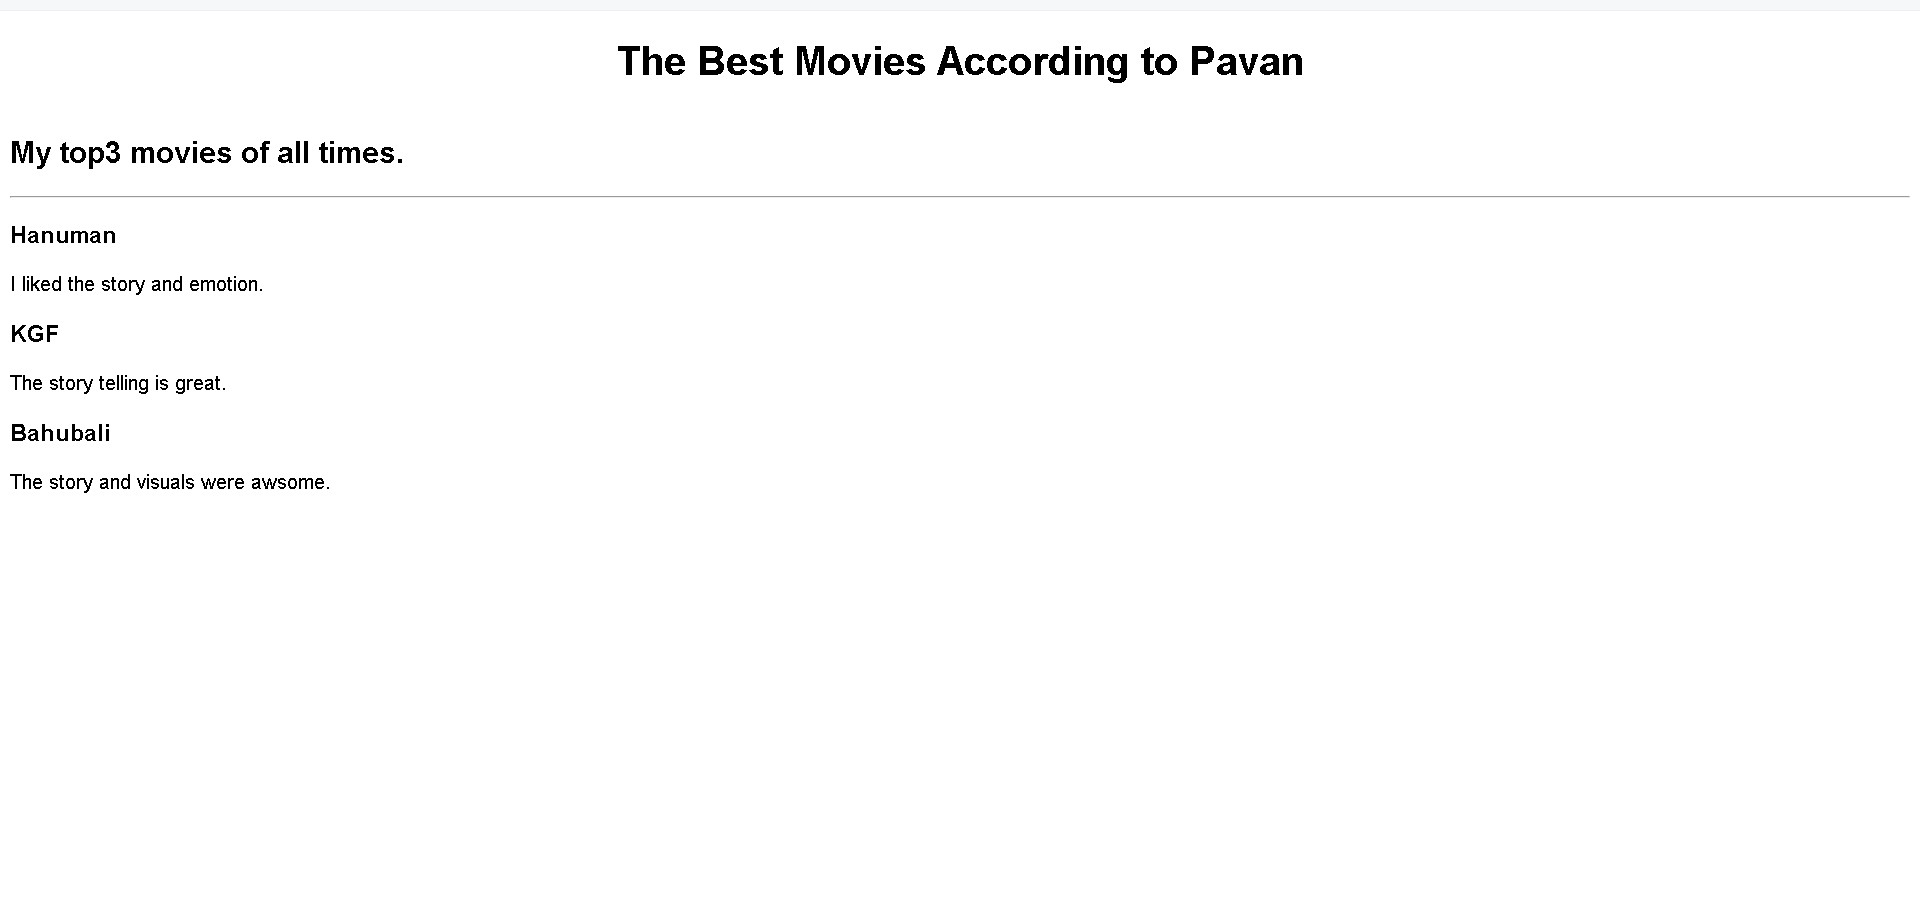 The Best Movies According to Pavan
My top3 movies of all times.
Hanuman
I liked the story and emotion.
KGF
The story telling is great.
Bahubali
The story and visuals were awsome.